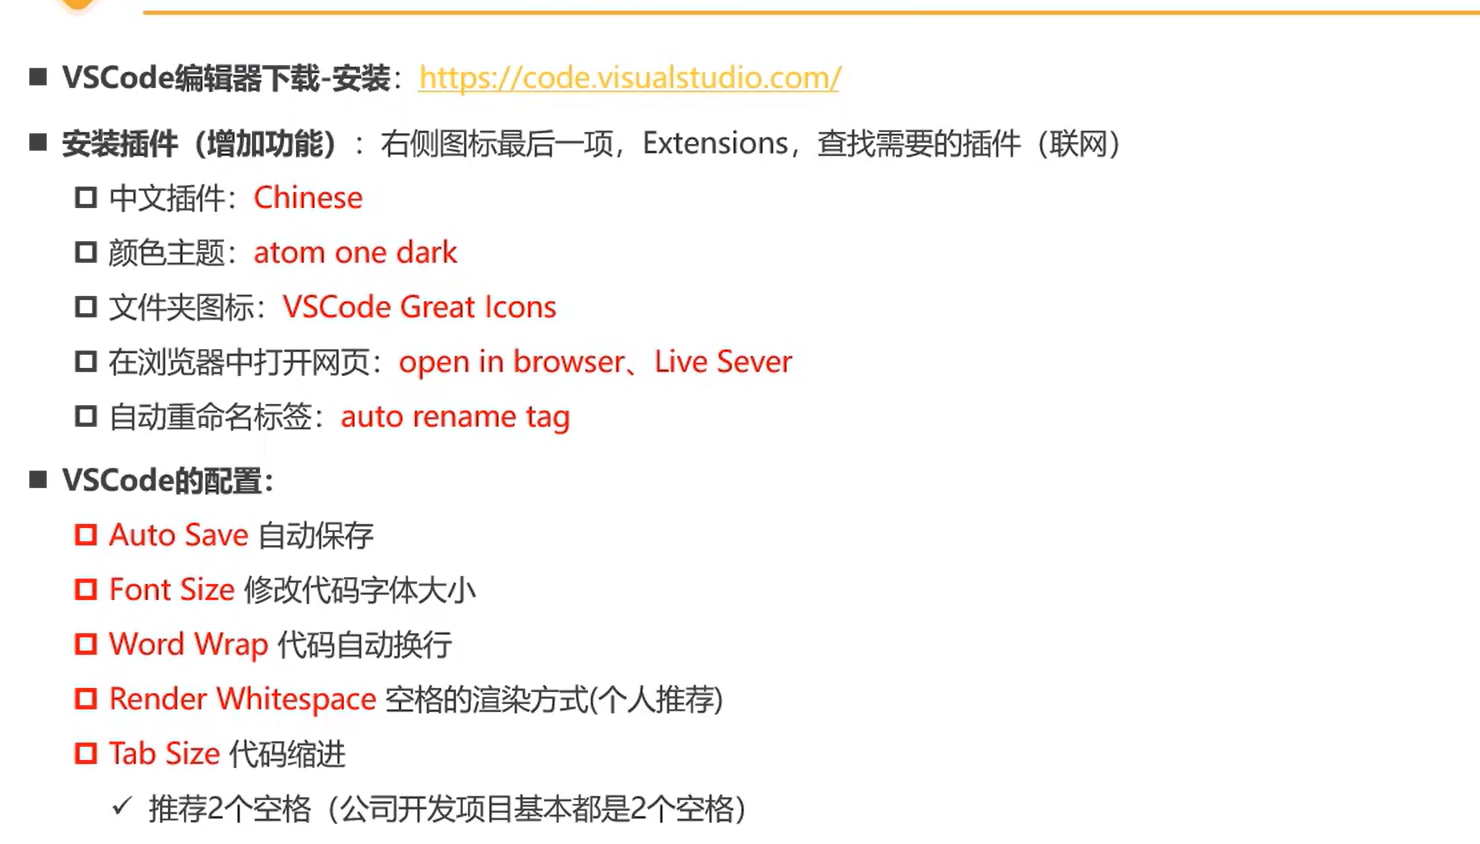 VSCode编辑器下载-安装：https://code.visualstudio.com/
安装插件（增加功能）：右侧图标最后一项，Extensions，查找需要的插件（联网）
中文插件：Chinese
颜色主题：atom one dark
文件夹图标：VSCode Great Icons
在浏览器中打开网页：open in browser、Live Sever
自动重命名标签：auto rename tag
VSCode的配置：
Auto Save 自动保存
Font Size 修改代码字体大小
Word Wrap 代码自动换行
Render Whitespace 空格的渲染方式(个人推荐)
Tab Size 代码缩进
✓ 推荐2个空格（公司开发项目基本都是2个空格）